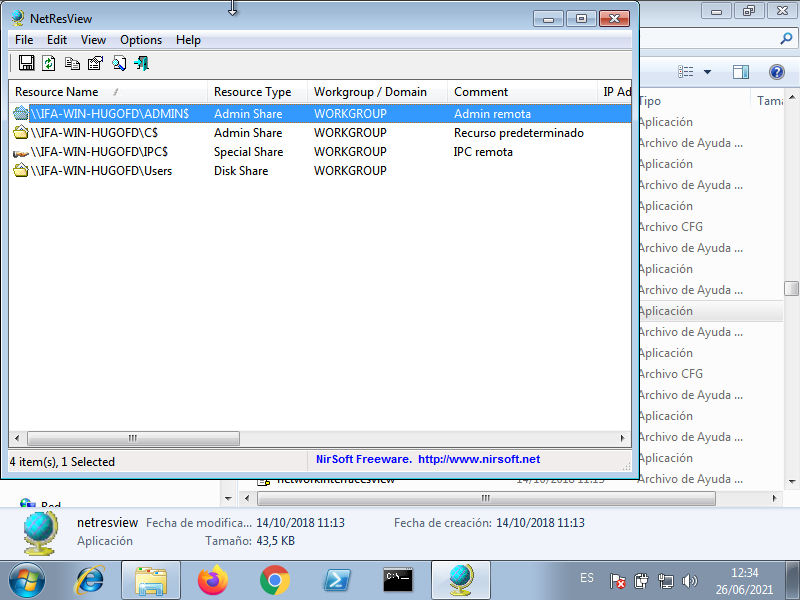 NetResView
File Edit View Options Help
Resource Name / Resource Type Workgroup / Domain Comment IP Ad
\\IFA-WIN-HUGOFD\ADMIN$ Admin Share WORKGROUP Admin remota
\\IFA-WIN-HUGOFD\C$ Admin Share WORKGROUP Recurso predeterminado
\\IFA-WIN-HUGOFD\IPC$ Special Share WORKGROUP IPC remota
\\IFA-WIN-HUGOFD\Users Disk Share WORKGROUP
4 item(s), 1 Selected NirSoft Freeware. http://www.nirsoft.net
Tipo Tama
Aplicación
Archivo de Ayuda ...
Aplicación
Archivo de Ayuda ...
Aplicación
Archivo CFG
Archivo de Ayuda ...
Aplicación
Archivo de Ayuda ...
Aplicación
Archivo de Ayuda ...
Aplicación
Archivo CFG
Archivo de Ayuda ...
Aplicación
Archivo de Ayuda ...
Aplicación
Archivo de Ayuda ...
networkinterfacesview 14/10/2018 11:13
Red
netresview Fecha de modifica... 14/10/2018 11:13 Fecha de creación: 14/10/2018 11:13
Aplicación Tamaño: 43,5 KB
C:\_
ES
12:34
26/06/2021